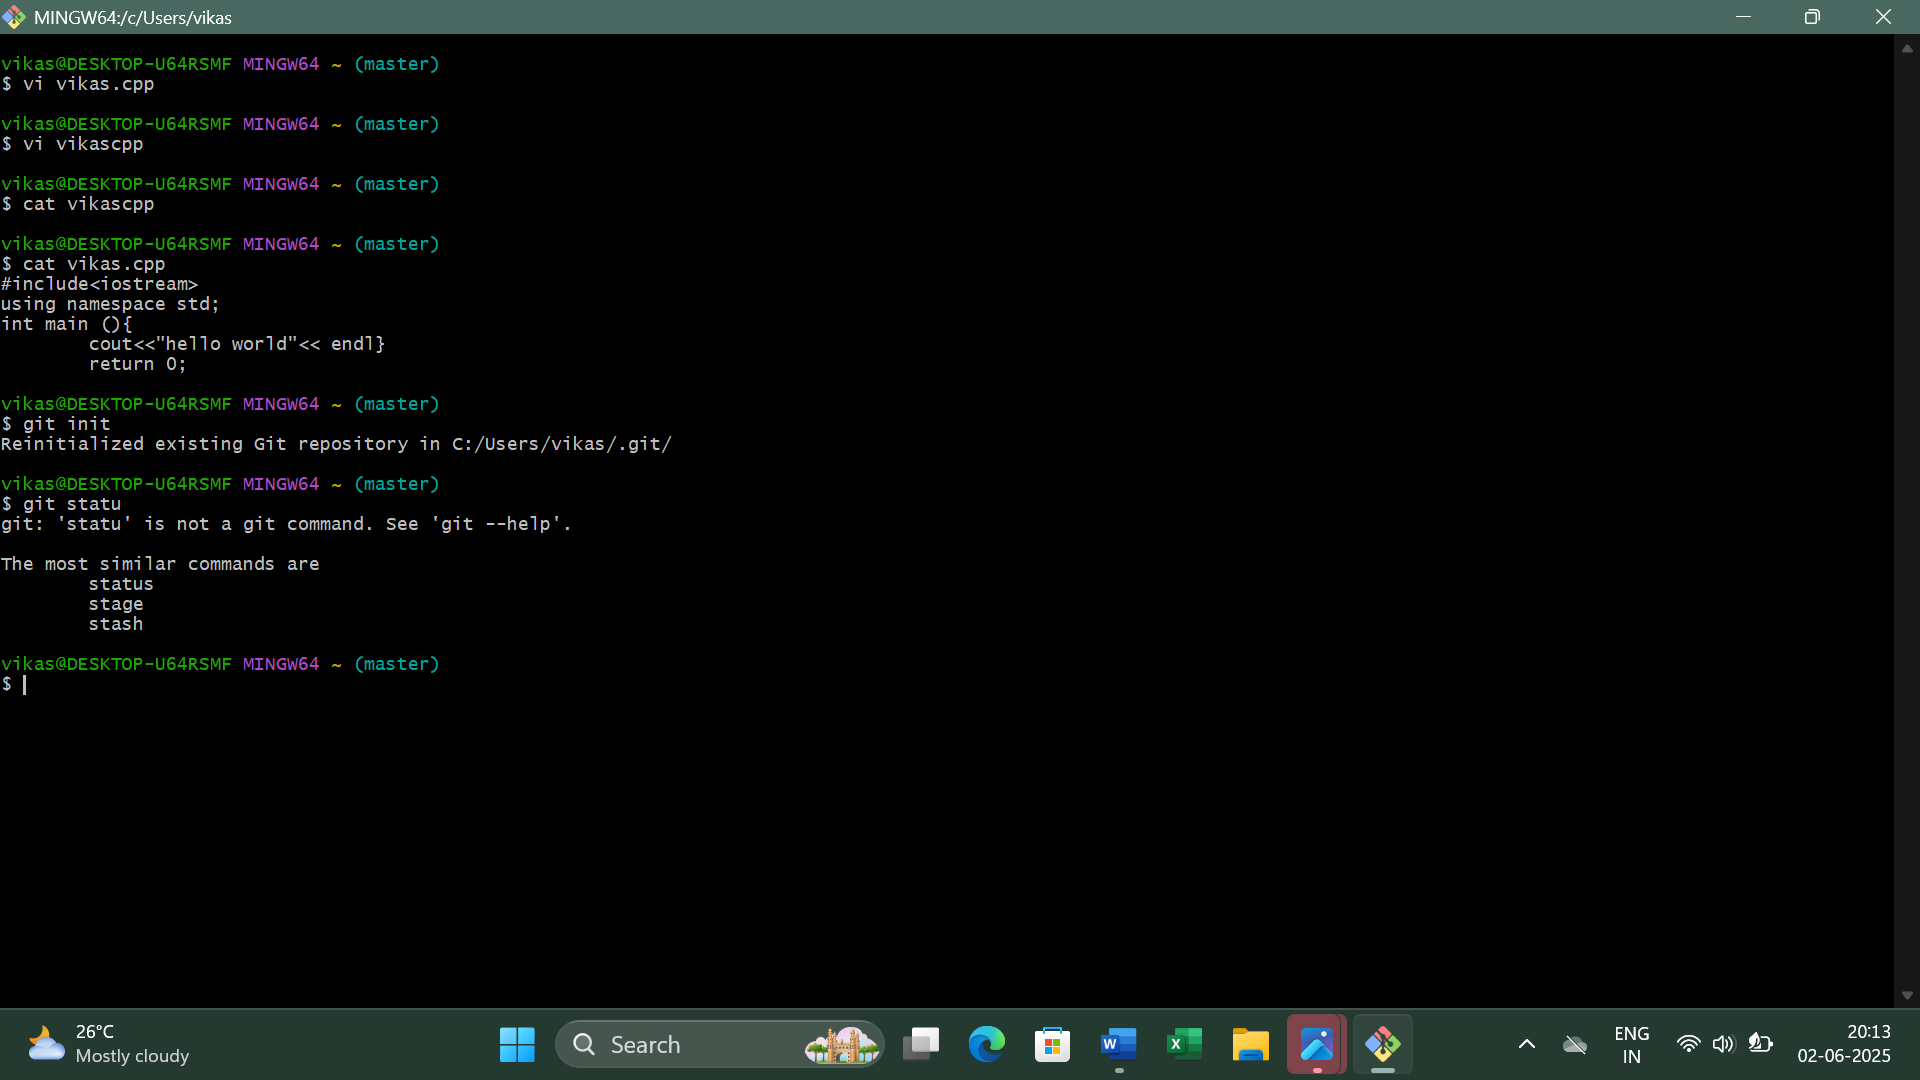 MINGW64:/c/Users/vikas
vikas@DESKTOP-U64RSMF MINGW64 ~ (master)
$ vi vikas.cpp
vikas@DESKTOP-U64RSMF MINGW64 ~ (master)
$ vi vikascpp
vikas@DESKTOP-U64RSMF MINGW64 ~ (master)
$ cat vikascpp
vikas@DESKTOP-U64RSMF MINGW64 ~ (master)
$ cat vikas.cpp
#include<iostream>
using namespace std;
int main (){
        cout<<"hello world"<< endl}
        return 0;
vikas@DESKTOP-U64RSMF MINGW64 ~ (master)
$ git init
Reinitialized existing Git repository in C:/Users/vikas/.git/
vikas@DESKTOP-U64RSMF MINGW64 ~ (master)
$ git statu
git: 'statu' is not a git command. See 'git --help'.
The most similar commands are
        status
        stage
        stash
vikas@DESKTOP-U64RSMF MINGW64 ~ (master)
$
26°C
Mostly cloudy
Search
ENG
IN
20:13
02-06-2025